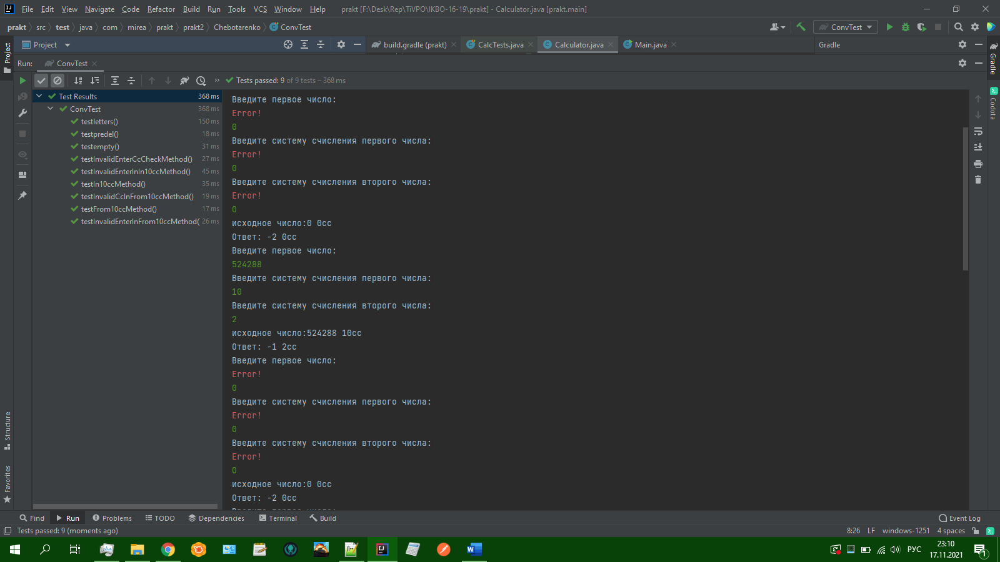 File Edit View Navigate Code Refactor Build Run Tools VCS Window Help prakt [F:\Desk\Rep\TiVPO\IKBO-16-19\prakt] - Calculator.java [prakt.main]
prakt src test java com mirea prakt prakt2 Chebotarenko ConvTest ConvTest
Project build.gradle (prakt) CalcTests.java Calculator.java Main.java Gradle
Run: ConvTest
Tests passed: 9 of 9 tests – 368 ms
Test Results 368 ms
ConvTest 368 ms
testletters() 150 ms
testpredel() 18 ms
testempty() 31 ms
testInvalidEnterCcCheckMethod() 27 ms
testInvalidEnterInIn10ccMethod() 45 ms
testIn10ccMethod() 35 ms
testInvalidCcInFrom10ccMethod() 19 ms
testFrom10ccMethod() 17 ms
testInvalidEnterInFrom10ccMethod( 26 ms
Введите первое число:
Error!
0
Введите систему счисления первого числа:
Error!
0
Введите систему счисления второго числа:
Error!
0
исходное число:0 0сс
Ответ: -2 0сс
Введите первое число:
524288
Введите систему счисления первого числа:
10
Введите систему счисления второго числа:
2
исходное число:524288 10сс
Ответ: -1 2сс
Введите первое число:
Error!
0
Введите систему счисления первого числа:
Error!
0
Введите систему счисления второго числа:
Error!
0
исходное число:0 0сс
Ответ: -2 0сс
Project
Structure
Favorites
Gradle
Codota
Find Run Problems TODO Dependencies Terminal Build Event Log
Tests passed: 9 (moments ago) 8:26 LF windows-1251 4 spaces
РУС 23:10
17.11.2021
1